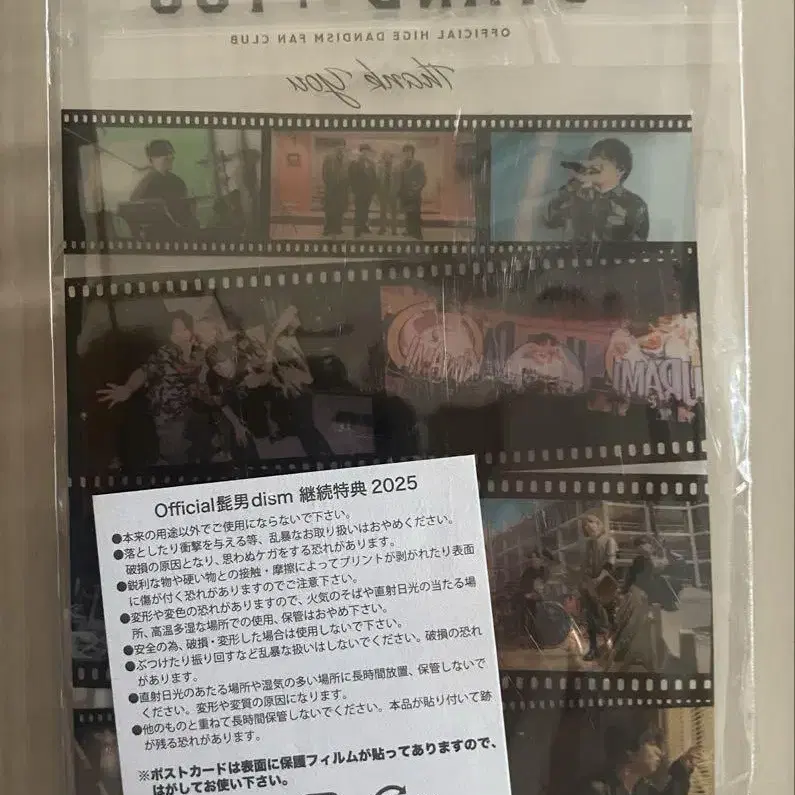 OFFICIAL HIGE DANDISM FAN CLUB
Thank you
Official髭男dism 継続特典 2025
●本来の用途以外でご使用にならないで下さい。
●落としたり衝撃を与える等、乱暴なお取り扱いはおやめください。
破損の原因となり、思わぬケガをする恐れがあります。
●鋭利な物や硬い物との接触・摩擦によってプリントが剥がれたり表面
に傷が付く恐れがありますのでご注意下さい。
●変形や変色の恐れがありますので、火気のそばや直射日光の当たる場
所、高温多湿な場所での使用、保管はおやめ下さい。
●安全の為、破損・変形した場合は使用しないで下さい。
●ぶつけたり振り回すなど乱暴な扱いはしないでください。破損の恐れ
があります。
●直射日光のあたる場所や湿気の多い場所に長時間放置、保管しないで
ください。変形や変質の原因になります。
●他のものと重ねて長時間保管しないでください。本品が貼り付いて跡
が残る恐れがあります。
※ポストカードは表面に保護フィルムが貼ってありますので、
はがしてお使い下さい。